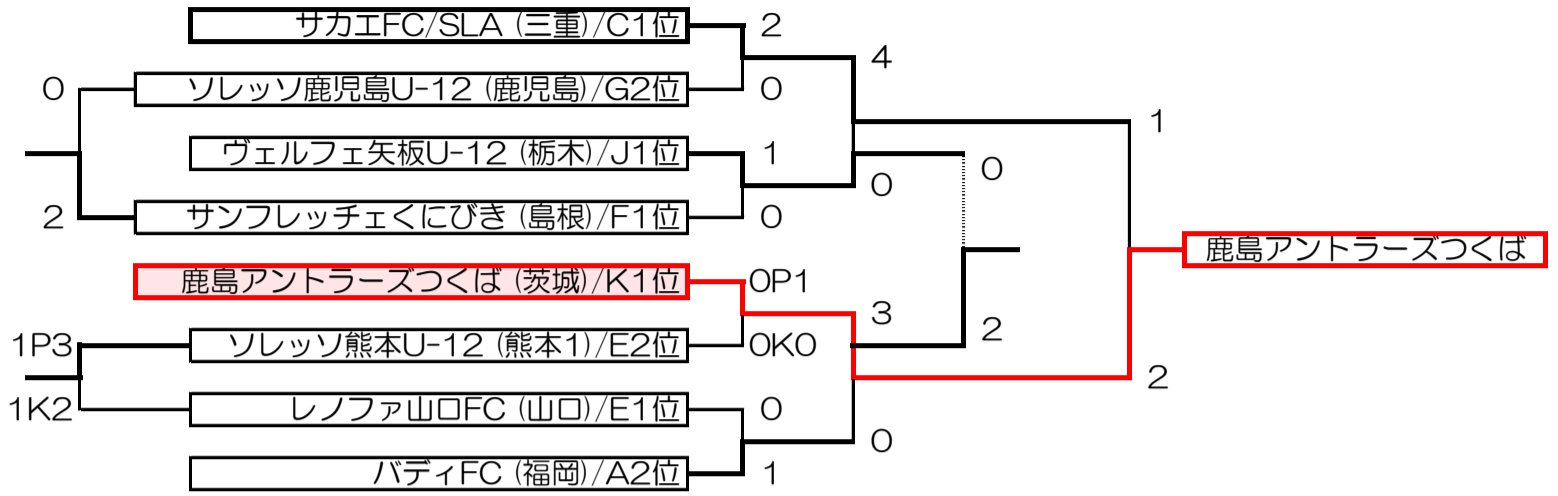 サカエFC/SLA (三重)/C1位 2
4
0 ソレッソ鹿児島U-12 (鹿児島)/G2位 0
1
ヴェルフェ矢板U-12 (栃木)/J1位 1
0
0
2 サンフレッチェくにびき (島根)/F1位 0
鹿島アントラーズつくば
鹿島アントラーズつくば (茨城)/K1位 0P1
3
2
1P3 ソレッソ熊本U-12 (熊本1)/E2位 0K0
2
1K2 レノファ山口FC (山口)/E1位 0
0
バディFC (福岡)/A2位 1